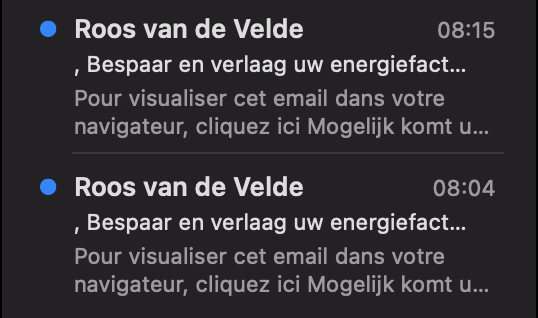 Roos van de Velde 08:15
, Bespaar en verlaag uw energiefact...
Pour visualiser cet email dans votre
navigateur, cliquez ici Mogelijk komt u...
Roos van de Velde 08:04
, Bespaar en verlaag uw energiefact...
Pour visualiser cet email dans votre
navigateur, cliquez ici Mogelijk komt u...